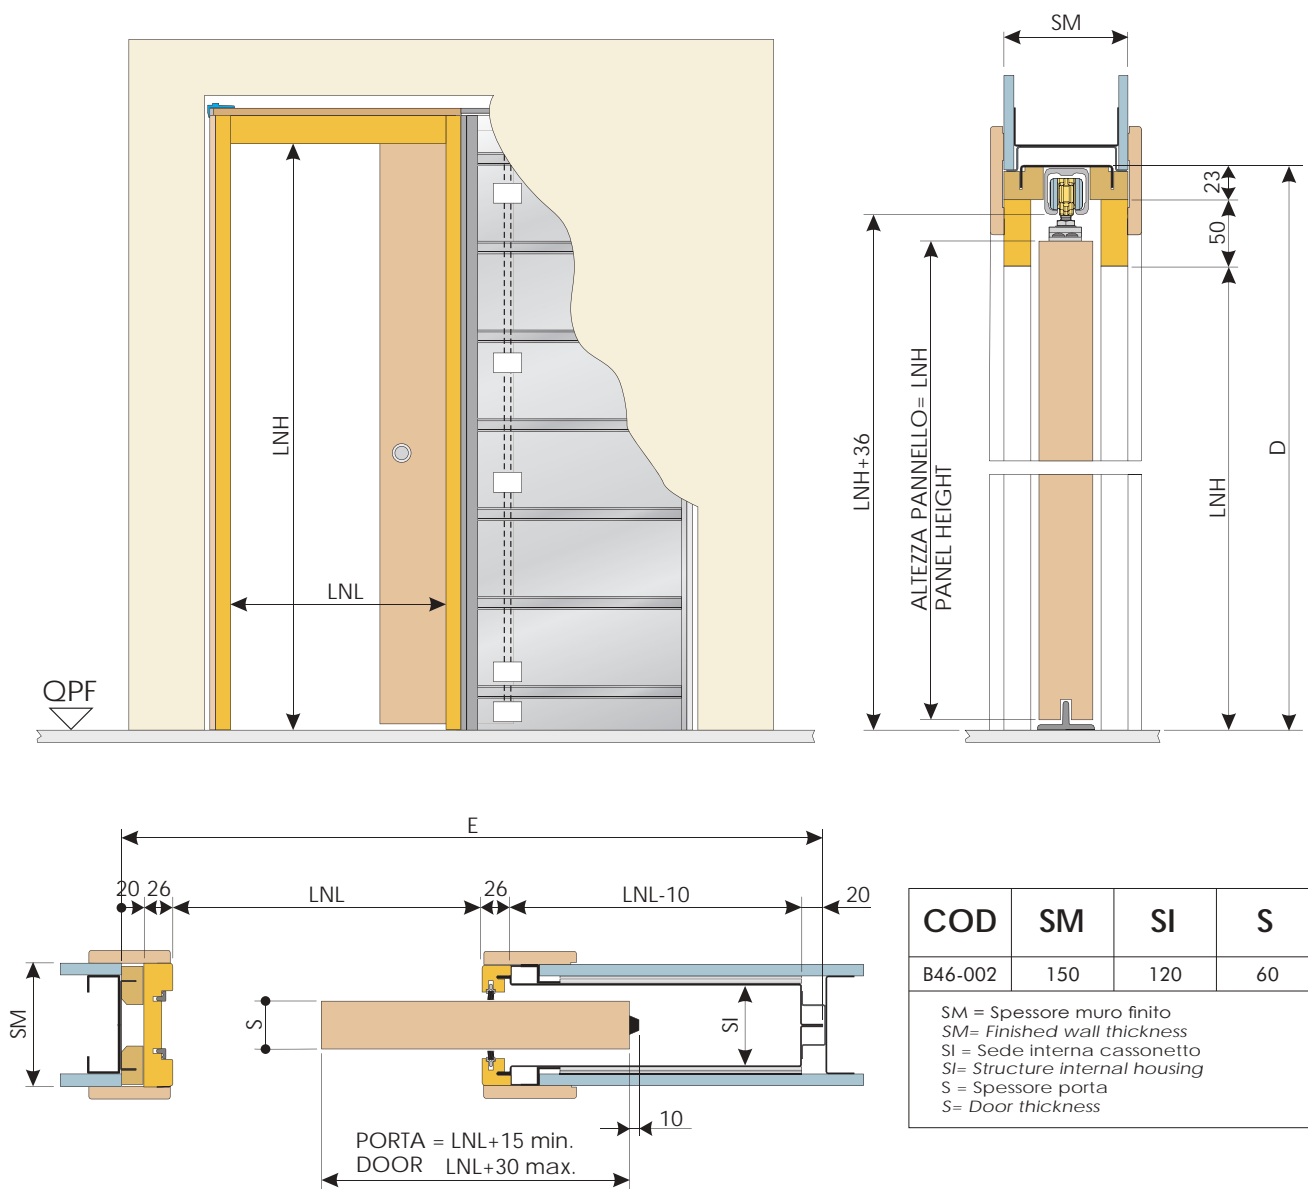 SM
23
50
LNH
LNH+36
ALTEZZA PANNELLO= LNH
PANEL HEIGHT
LNH
D
LNL
QPF
E
20
26
LNL
26
LNL-10
20
SM
S
SI
10
PORTA = LNL+15 min.
DOOR LNL+30 max.
COD SM SI S
B46-002 150 120 60
SM = Spessore muro finito
SM= Finished wall thickness
SI = Sede interna cassonetto
SI= Structure internal housing
S = Spessore porta
S= Door thickness